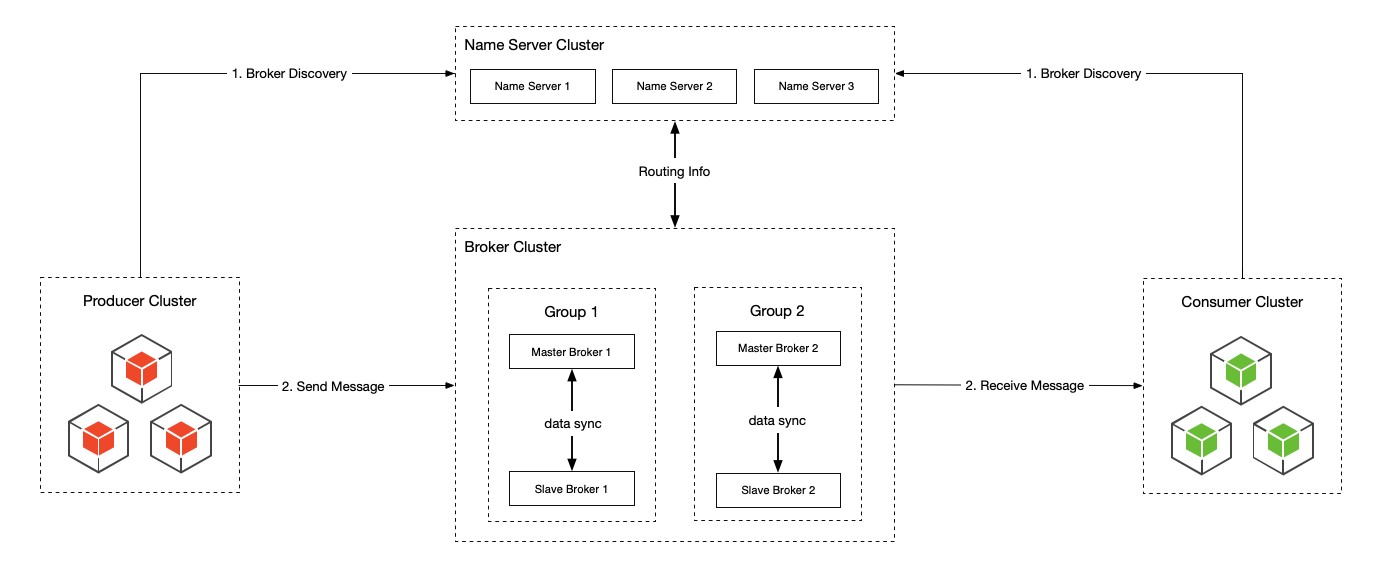 Name Server Cluster
Name Server 1
Name Server 2
Name Server 3
1. Broker Discovery
1. Broker Discovery
Routing Info
Broker Cluster
Producer Cluster
Consumer Cluster
Group 1
Group 2
Master Broker 1
Master Broker 2
2. Send Message
2. Receive Message
data sync
data sync
Slave Broker 1
Slave Broker 2